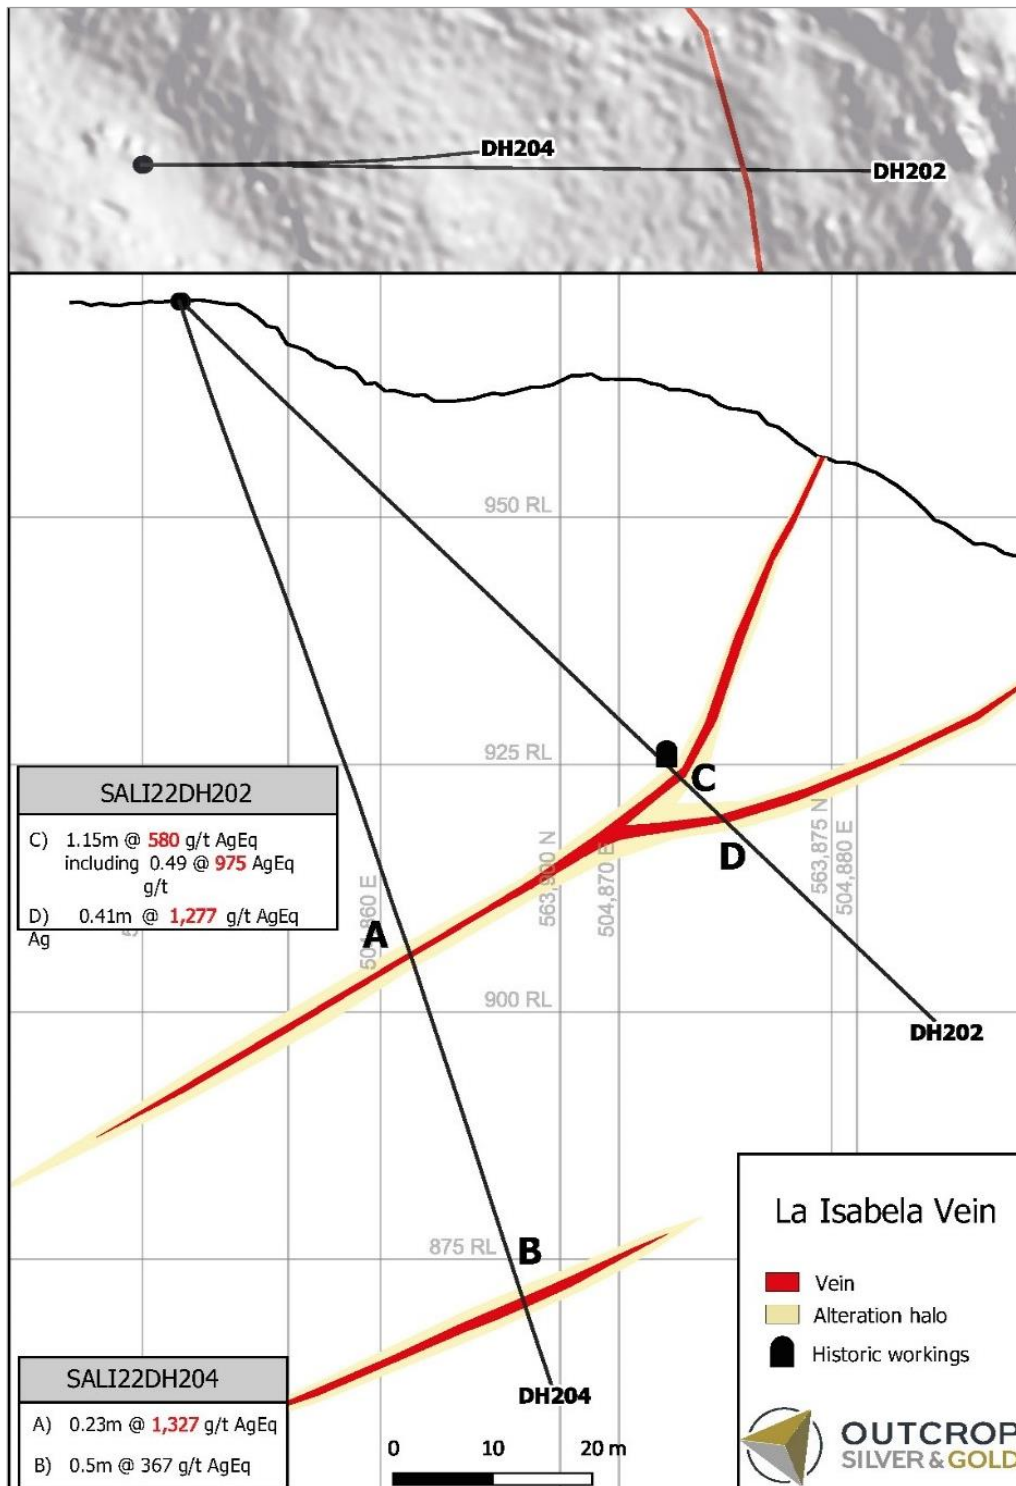 DH204
DH202
950 RL
925 RL
C
SALI22DH202
C) 1.15m @ 580 g/t AgEq
including 0.49 @ 975 AgEq
g/t
D) 0.41m @ 1,277 g/t AgEq
Ag
563,900 N
504,870 E
563,875 N
504,880 E
D
A
504,860 E
900 RL
DH202
La Isabela Vein
875 RL
B
Vein
Alteration halo
Historic workings
SALI22DH204
DH204
A) 0.23m @ 1,327 g/t AgEq
B) 0.5m @ 367 g/t AgEq
0 10 20 m
OUTCROP
SILVER & GOLD